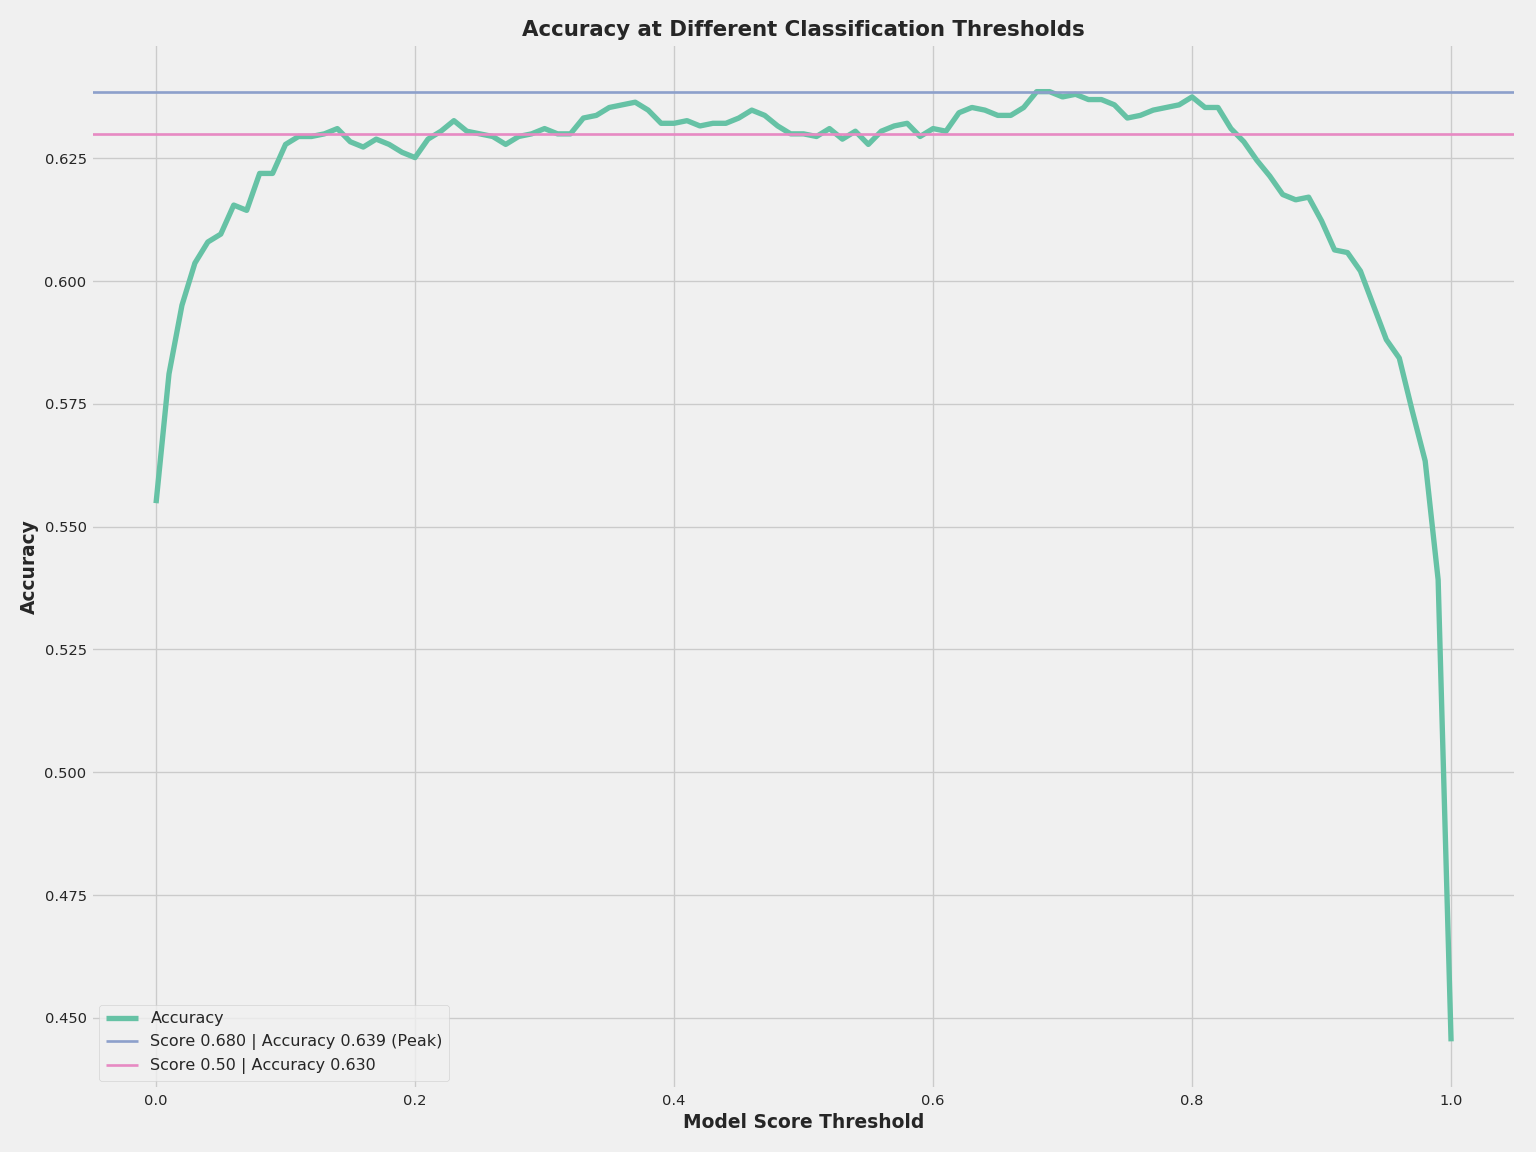 Accuracy at Different Classification Thresholds
Accuracy
0.625
0.600
0.575
0.550
0.525
0.500
0.475
0.450
Accuracy
Score 0.680 | Accuracy 0.639 (Peak)
Score 0.50 | Accuracy 0.630
0.0 0.2 0.4 0.6 0.8 1.0
Model Score Threshold